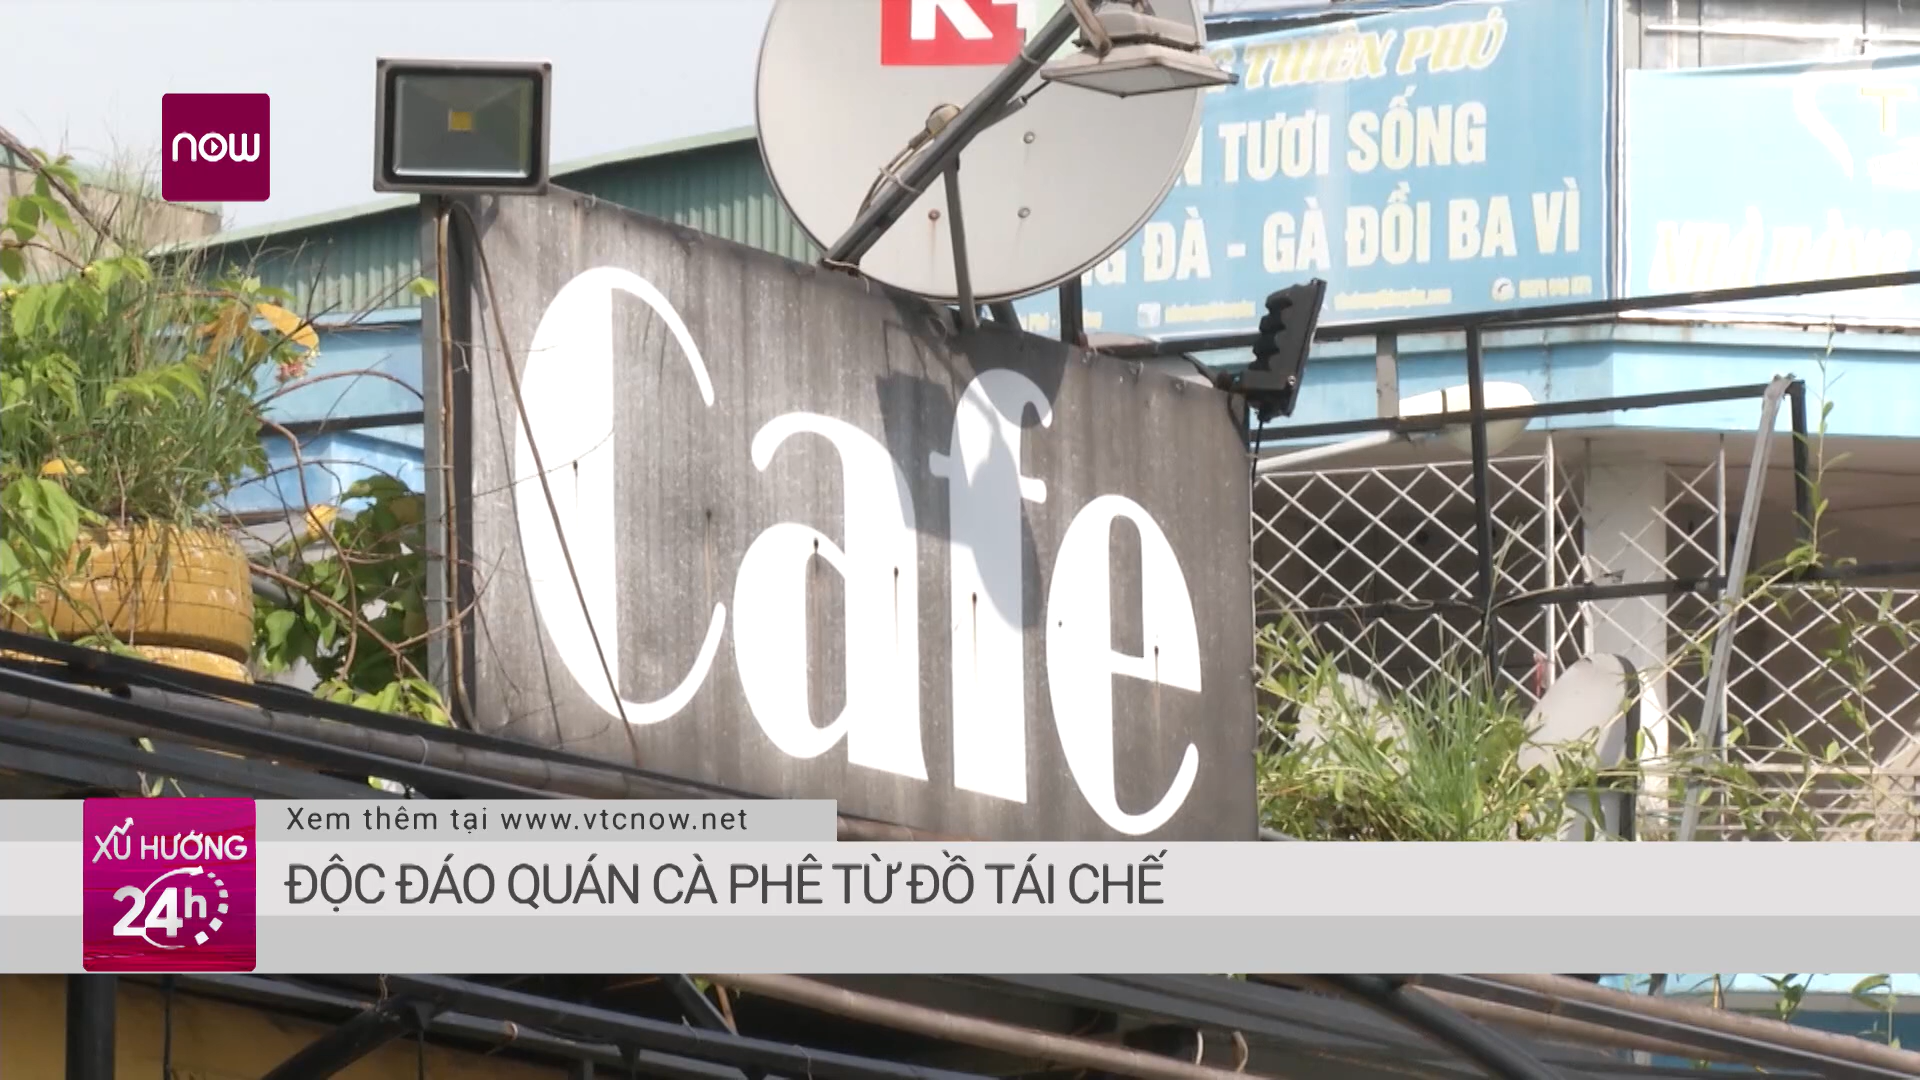 K+
THIÊN PHÚ
TƯƠI SỐNG
ĐÀ - GÀ ĐỒI BA VÌ
now
Cafe
Xem thêm tại www.vtcnow.net
XU HƯỚNG
24h
ĐỘC ĐÁO QUÁN CÀ PHÊ TỪ ĐỒ TÁI CHẾ